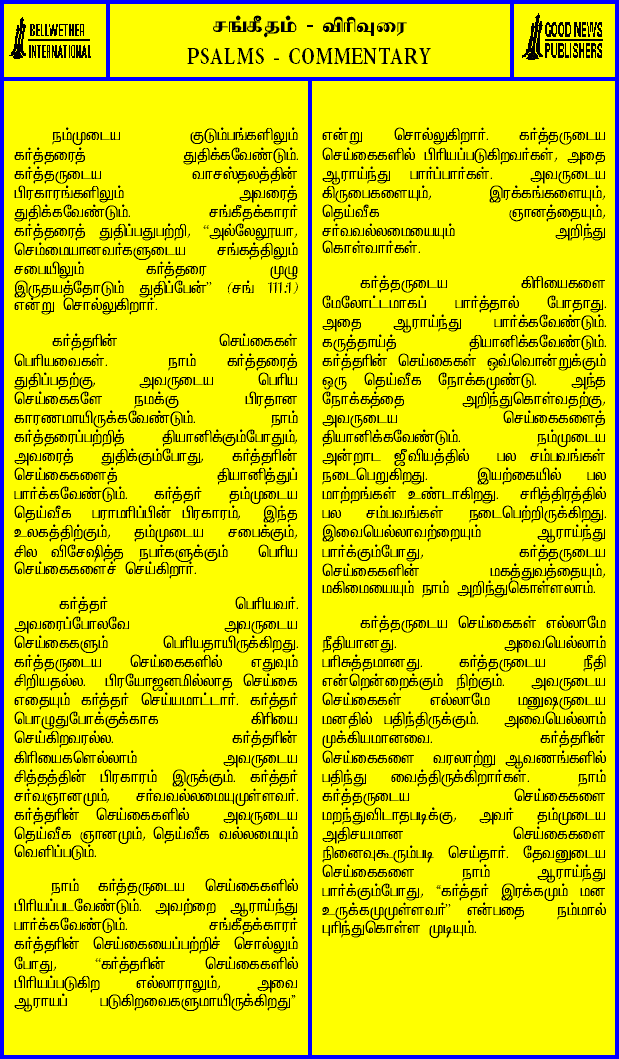 BELLWETHER
INTERNATIONAL
சங்கீதம் - விரிவுரை
PSALMS - COMMENTARY
GOOD NEWS
PUBLISHERS
நம்முடைய குடும்பங்களிலும்
கர்த்தரைத் துதிக்கவேண்டும்.
கர்த்தருடைய வாசஸ்தலத்தின்
பிரகாரங்களிலும் அவரைத்
துதிக்கவேண்டும். சங்கீதக்காரர்
கர்த்தரைத் துதிப்பதுபற்றி, “அல்லேலூயா,
செம்மையானவர்களுடைய சங்கத்திலும்
சபையிலும் கர்த்தரை முழு
இருதயத்தோடும் துதிப்பேன்” (சங் 111:1)
என்று சொல்லுகிறார்.
கர்த்தரின் செய்கைகள்
பெரியவைகள். நாம் கர்த்தரைத்
துதிப்பதற்கு, அவருடைய பெரிய
செய்கைகளே நமக்கு பிரதான
காரணமாயிருக்கவேண்டும். நாம்
கர்த்தரைப்பற்றித் தியானிக்கும்போதும்,
அவரைத் துதிக்கும்போது, கர்த்தரின்
செய்கைகளைத் தியானித்துப்
பார்க்கவேண்டும். கர்த்தர் தம்முடைய
தெய்வீக பராமரிப்பின் பிரகாரம், இந்த
உலகத்திற்கும், தம்முடைய சபைக்கும்,
சில விசேஷித்த நபர்களுக்கும் பெரிய
செய்கைகளைச் செய்கிறார்.
கர்த்தர் பெரியவர்.
அவரைப்போலவே அவருடைய
செய்கைகளும் பெரியதாயிருக்கிறது.
கர்த்தருடைய செய்கைகளில் எதுவும்
சிறியதல்ல. பிரயோஜனமில்லாத செய்கை
எதையும் கர்த்தர் செய்யமாட்டார். கர்த்தர்
பொழுதுபோக்குக்காக கிரியை
செய்கிறவரல்ல. கர்த்தரின்
கிரியைகளெல்லாம் அவருடைய
சித்தத்தின் பிரகாரம் இருக்கும். கர்த்தர்
சர்வஞானமும், சர்வவல்லமையுமுள்ளவர்.
கர்த்தரின் செய்கைகளில் அவருடைய
தெய்வீக ஞானமும், தெய்வீக வல்லமையும்
வெளிப்படும்.
நாம் கர்த்தருடைய செய்கைகளில்
பிரியப்படவேண்டும். அவற்றை ஆராய்ந்து
பார்க்கவேண்டும். சங்கீதக்காரர்
கர்த்தரின் செய்கையைப்பற்றிச் சொல்லும்
போது, “கர்த்தரின் செய்கைகளில்
பிரியப்படுகிற எல்லாராலும், அவை
ஆராயப் படுகிறவைகளுமாயிருக்கிறது”
என்று சொல்லுகிறார். கர்த்தருடைய
செய்கைகளில் பிரியப்படுகிறவர்கள், அதை
ஆராய்ந்து பார்ப்பார்கள். அவருடைய
கிருபைகளையும், இரக்கங்களையும்,
தெய்வீக ஞானத்தையும்,
சர்வவல்லமையையும் அறிந்து
கொள்வார்கள்.
கர்த்தருடைய கிரியைகளை
மேலோட்டமாகப் பார்த்தால் போதாது.
அதை ஆராய்ந்து பார்க்கவேண்டும்.
கருத்தாய்த் தியானிக்கவேண்டும்.
கர்த்தரின் செய்கைகள் ஒவ்வொன்றுக்கும்
ஒரு தெய்வீக நோக்கமுண்டு. அந்த
நோக்கத்தை அறிந்துகொள்வதற்கு,
அவருடைய செய்கைகளைத்
தியானிக்கவேண்டும். நம்முடைய
அன்றாட ஜீவியத்தில் பல சம்பவங்கள்
நடைபெறுகிறது. இயற்கையில் பல
மாற்றங்கள் உண்டாகிறது. சரித்திரத்தில்
பல சம்பவங்கள் நடைபெற்றிருக்கிறது.
இவையெல்லாவற்றையும் ஆராய்ந்து
பார்க்கும்போது, கர்த்தருடைய
செய்கைகளின் மகத்துவத்தையும்,
மகிமையையும் நாம் அறிந்துகொள்ளலாம்.
கர்த்தருடைய செய்கைகள் எல்லாமே
நீதியானது. அவையெல்லாம்
பரிசுத்தமானது. கர்த்தருடைய நீதி
என்றென்றைக்கும் நிற்கும். அவருடைய
செய்கைகள் எல்லாமே மனுஷருடைய
மனதில் பதிந்திருக்கும். அவையெல்லாம்
முக்கியமானவை. கர்த்தரின்
செய்கைகளை வரலாற்று ஆவணங்களில்
பதிந்து வைத்திருக்கிறார்கள். நாம்
கர்த்தருடைய செய்கைகளை
மறந்துவிடாதபடிக்கு, அவர் தம்முடைய
அதிசயமான செய்கைகளை
நினைவுகூரும்படி செய்தார். தேவனுடைய
செய்கைகளை நாம் ஆராய்ந்து
பார்க்கும்போது, “கர்த்தர் இரக்கமும் மன
உருக்கமுமுள்ளவர்” என்பதை நம்மால்
புரிந்துகொள்ள முடியும்.